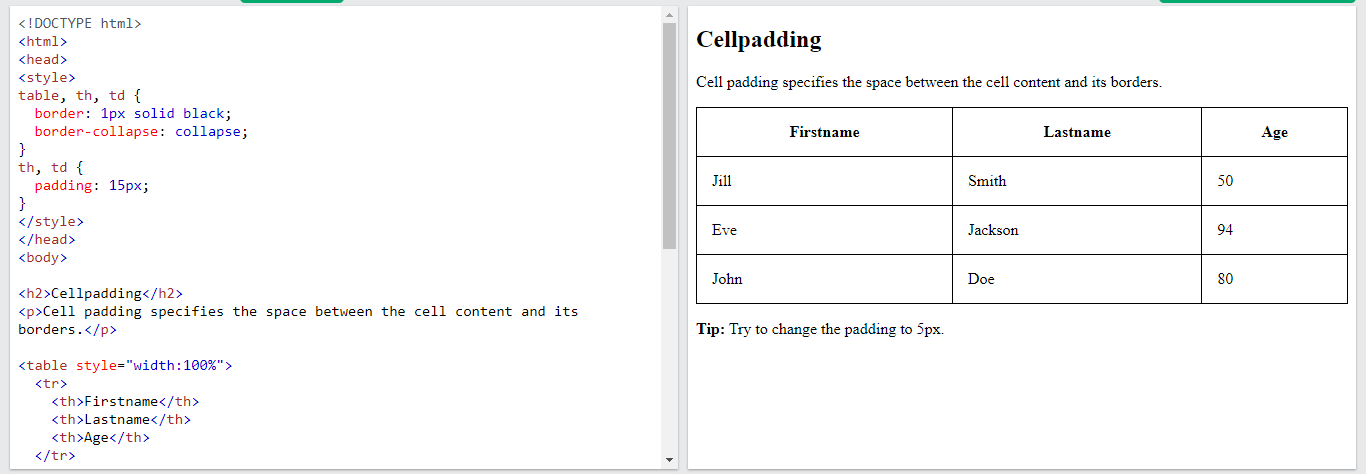 <!DOCTYPE html>
<html>
<head>
<style>
table, th, td {
  border: 1px solid black;
  border-collapse: collapse;
}
th, td {
  padding: 15px;
}
</style>
</head>
<body>

<h2>Cellpadding</h2>
<p>Cell padding specifies the space between the cell content and its
borders.</p>

<table style="width:100%">
  <tr>
    <th>Firstname</th>
    <th>Lastname</th>
    <th>Age</th>
  </tr>
Cellpadding
Cell padding specifies the space between the cell content and its borders.
Firstname Lastname Age
Jill Smith 50
Eve Jackson 94
John Doe 80
Tip: Try to change the padding to 5px.